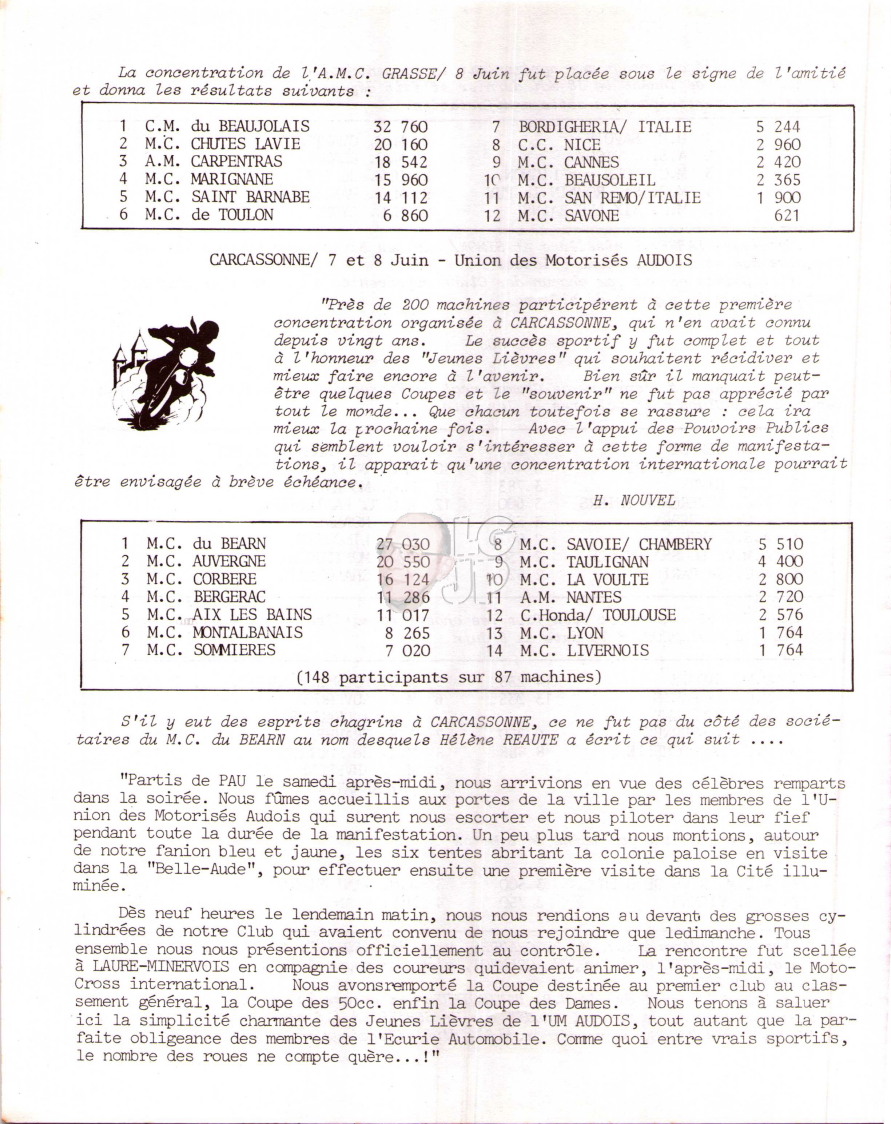 La concentration de l'A.M.C. GRASSE/ 8 Juin fut placée sous le signe de l'amitié
et donna les résultats suivants :
1 C.M. du BEAUJOLAIS 32 760 7 BORDIGHERIA/ ITALIE 5 244
2 M.C. CHUTES LAVIE 20 160 8 C.C. NICE 2 960
3 A.M. CARPENTRAS 18 542 9 M.C. CANNES 2 420
4 M.C. MARIGNANE 15 960 10 M.C. BEAUSOLEIL 2 365
5 M.C. SAINT BARNABE 14 112 11 M.C. SAN REMO/ITALIE 1 900
6 M.C. de TOULON 6 860 12 M.C. SAVONE 621
CARCASSONNE/ 7 et 8 Juin - Union des Motorisés AUDOIS
"Près de 200 machines participérent à cette première
concentration organisée à CARCASSONNE, qui n'en avait connu
depuis vingt ans. Le succès sportif y fut complet et tout
à l'honneur des "Jeunes Lièvres" qui souhaitent récidiver et
mieux faire encore à l'avenir. Bien sûr il manquait peut-
être quelques Coupes et le "souvenir" ne fut pas apprécié par
tout le monde... Que chacun toutefois se rassure : cela ira
mieux la prochaine fois. Avec l'appui des Pouvoirs Publics
qui semblent vouloir s'intéresser à cette forme de manifesta-
tions, il apparait qu'une concentration internationale pourrait
être envisagée à brève échéance.
H. NOUVEL
1 M.C. du BEARN 27 030 8 M.C. SAVOIE/ CHAMBERY 5 510
2 M.C. AUVERGNE 20 550 9 M.C. TAULIGNAN 4 400
3 M.C. CORBERE 16 124 10 M.C. LA VOULTE 2 800
4 M.C. BERGERAC 11 286 11 A.M. NANTES 2 720
5 M.C. AIX LES BAINS 11 017 12 C.Honda/ TOULOUSE 2 576
6 M.C. MONTALBANAIS 8 265 13 M.C. LYON 1 764
7 M.C. SOMMIERES 7 020 14 M.C. LIVERNOIS 1 764
(148 participants sur 87 machines)
LG
JP
S'il y eut des esprits chagrins à CARCASSONNE, ce ne fut pas du côté des socié-
taires du M.C. du BEARN au nom desquels Hélène REAUTE a écrit ce qui suit ....
"Partis de PAU le samedi après-midi, nous arrivions en vue des célèbres remparts
dans la soirée. Nous fûmes accueillis aux portes de la ville par les membres de l'U-
nion des Motorisés Audois qui surent nous escorter et nous piloter dans leur fief
pendant toute la durée de la manifestation. Un peu plus tard nous montions, autour
de notre fanion bleu et jaune, les six tentes abritant la colonie paloise en visite
dans la "Belle-Aude", pour effectuer ensuite une première visite dans la Cité illu-
minée.
Dès neuf heures le lendemain matin, nous nous rendions au devant des grosses cy-
lindrées de notre Club qui avaient convenu de nous rejoindre que ledimanche. Tous
ensemble nous nous présentions officiellement au contrôle. La rencontre fut scellée
à LAURE-MINERVOIS en compagnie des coureurs quidevaient animer, l'après-midi, le Moto-
Cross international. Nous avonsremporté la Coupe destinée au premier club au clas-
sement général, la Coupe des 50cc. enfin la Coupe des Dames. Nous tenons à saluer
ici la simplicité charmante des Jeunes Lièvres de l'UM AUDOIS, tout autant que la par-
faite obligeance des membres de l'Ecurie Automobile. Comme quoi entre vrais sportifs,
le nombre des roues ne compte quère...!"